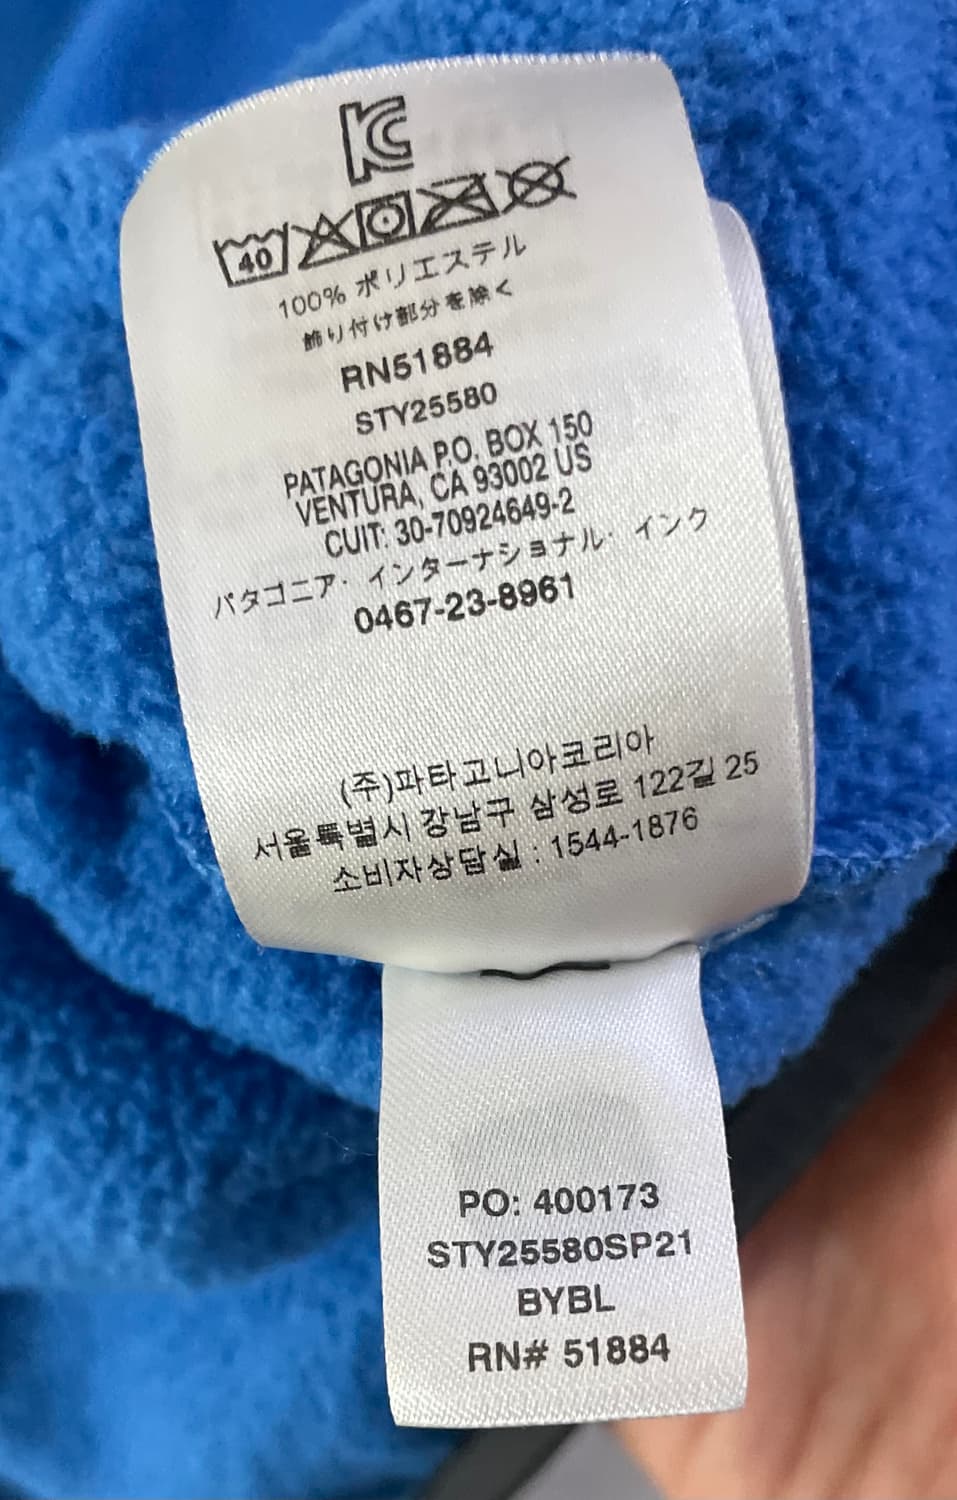 KC
40
100% ポリエステル
飾り付け部分を除く
RN51884
STY25580
PATAGONIA P.O. BOX 150
VENTURA, CA 93002 US
CUIT: 30-70924649-2
パタゴニア・インターナショナル・インク
0467-23-8961
(주)파타고니아코리아
서울특별시 강남구 삼성로 122길 25
소비자상담실 : 1544-1876
PO: 400173
STY25580SP21
BYBL
RN# 51884